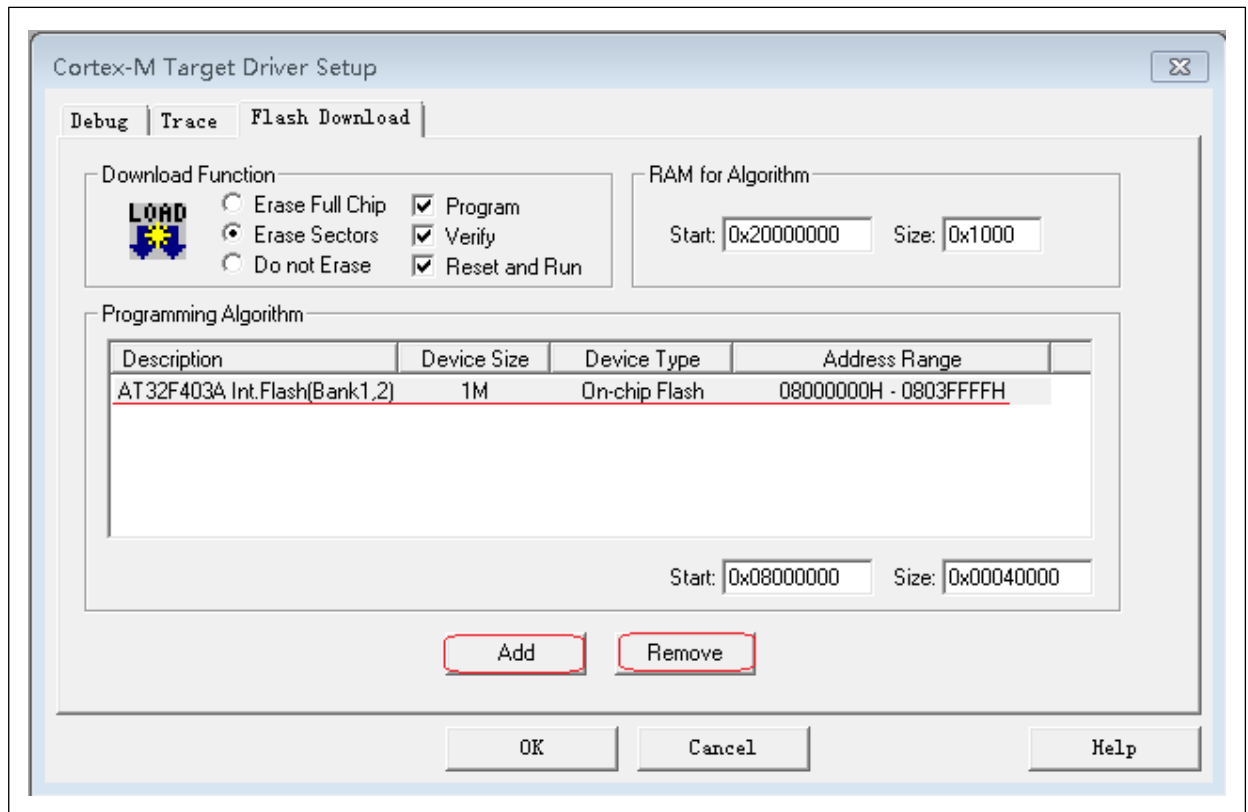 Cortex-M Target Driver Setup
Debug Trace Flash Download
Download Function
LOAD
Erase Full Chip
Erase Sectors
Do not Erase
Program
Verify
Reset and Run
RAM for Algorithm
Start: 0x20000000 Size: 0x1000
Programming Algorithm
Description Device Size Device Type Address Range
AT32F403A Int.Flash(Bank1,2) 1M On-chip Flash 08000000H - 0803FFFFH
Start: 0x08000000 Size: 0x00040000
Add Remove
OK Cancel Help